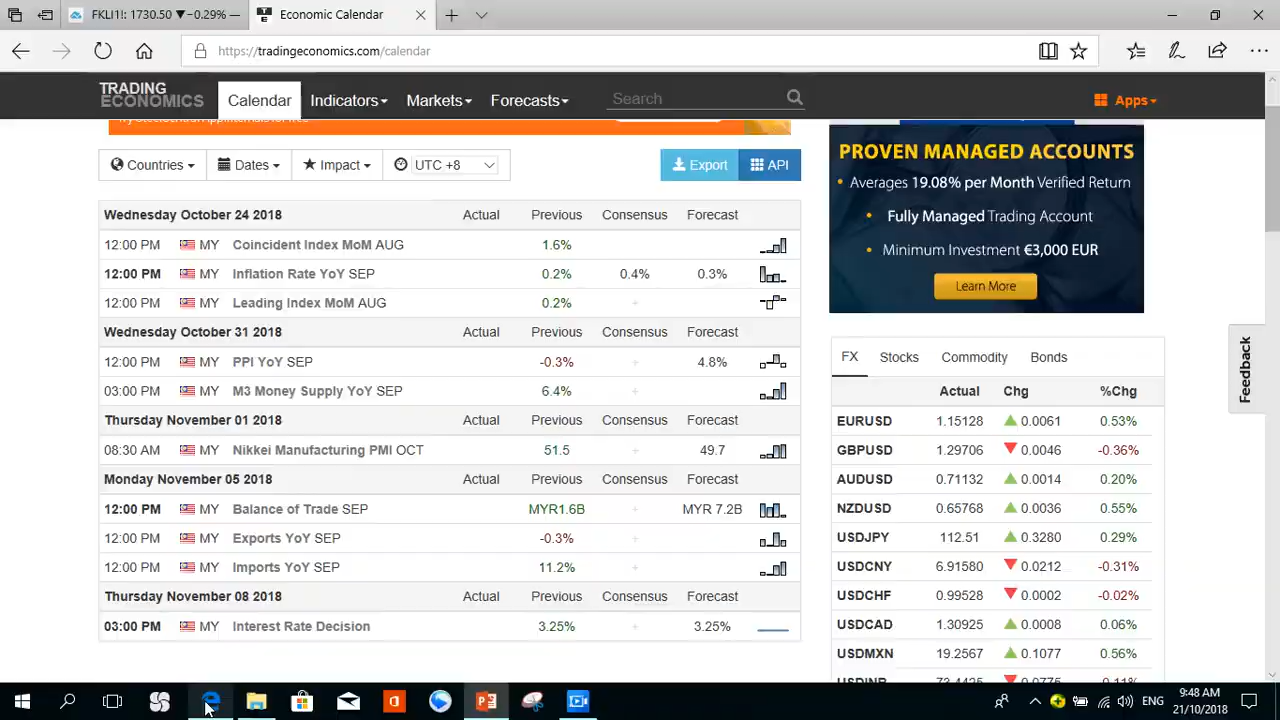 FKLI1!: 1730.50 ▼−0.29%
Economic Calendar
https://tradingeconomics.com/calendar
TRADING
ECONOMICS
Calendar Indicators Markets Forecasts Search Apps
Countries Dates Impact UTC +8 Export API
Wednesday October 24 2018 Actual Previous Consensus Forecast
12:00 PM MY Coincident Index MoM AUG 1.6%
12:00 PM MY Inflation Rate YoY SEP 0.2% 0.4% 0.3%
12:00 PM MY Leading Index MoM AUG 0.2% +
Wednesday October 31 2018 Actual Previous Consensus Forecast
12:00 PM MY PPI YoY SEP -0.3% + 4.8%
03:00 PM MY M3 Money Supply YoY SEP 6.4% +
Thursday November 01 2018 Actual Previous Consensus Forecast
08:30 AM MY Nikkei Manufacturing PMI OCT 51.5 + 49.7
Monday November 05 2018 Actual Previous Consensus Forecast
12:00 PM MY Balance of Trade SEP MYR1.6B + MYR 7.2B
12:00 PM MY Exports YoY SEP -0.3% +
12:00 PM MY Imports YoY SEP 11.2% +
Thursday November 08 2018 Actual Previous Consensus Forecast
03:00 PM MY Interest Rate Decision 3.25% + 3.25%
PROVEN MANAGED ACCOUNTS
• Averages 19.08% per Month Verified Return
• Fully Managed Trading Account
• Minimum Investment €3,000 EUR
Learn More
FX Stocks Commodity Bonds
Actual Chg %Chg
EURUSD 1.15128 0.0061 0.53%
GBPUSD 1.29706 0.0046 -0.36%
AUDUSD 0.71132 0.0014 0.20%
NZDUSD 0.65768 0.0036 0.55%
USDJPY 112.51 0.3280 0.29%
USDCNY 6.91580 0.0212 -0.31%
USDCHF 0.99528 0.0002 -0.02%
USDCAD 1.30925 0.0008 0.06%
USDMXN 19.2567 0.1077 0.56%
Feedback
ENG
9:48 AM
21/10/2018